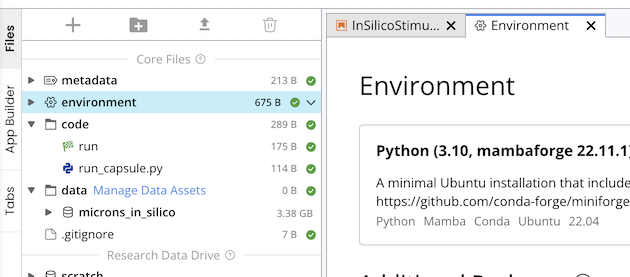 Files
App Builder
Tabs
Core Files
metadata 213 B
environment 675 B
code 289 B
run 175 B
run_capsule.py 114 B
data Manage Data Assets 0 B
microns_in_silico 3.38 GB
.gitignore 7 B
Research Data Drive
scratch
InSilicoStimu...
Environment
Environment
Python (3.10, mambaforge 22.11.1
A minimal Ubuntu installation that include
https://github.com/conda-forge/miniforge
Python Mamba Conda Ubuntu 22.04